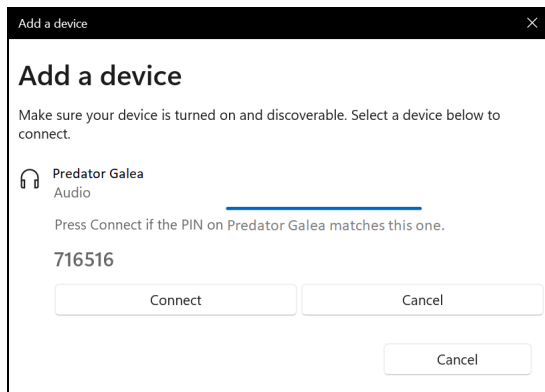 Add a device
Add a device
Make sure your device is turned on and discoverable. Select a device below to
connect.
Predator Galea
Audio
Press Connect if the PIN on Predator Galea matches this one.
716516
Connect
Cancel
Cancel